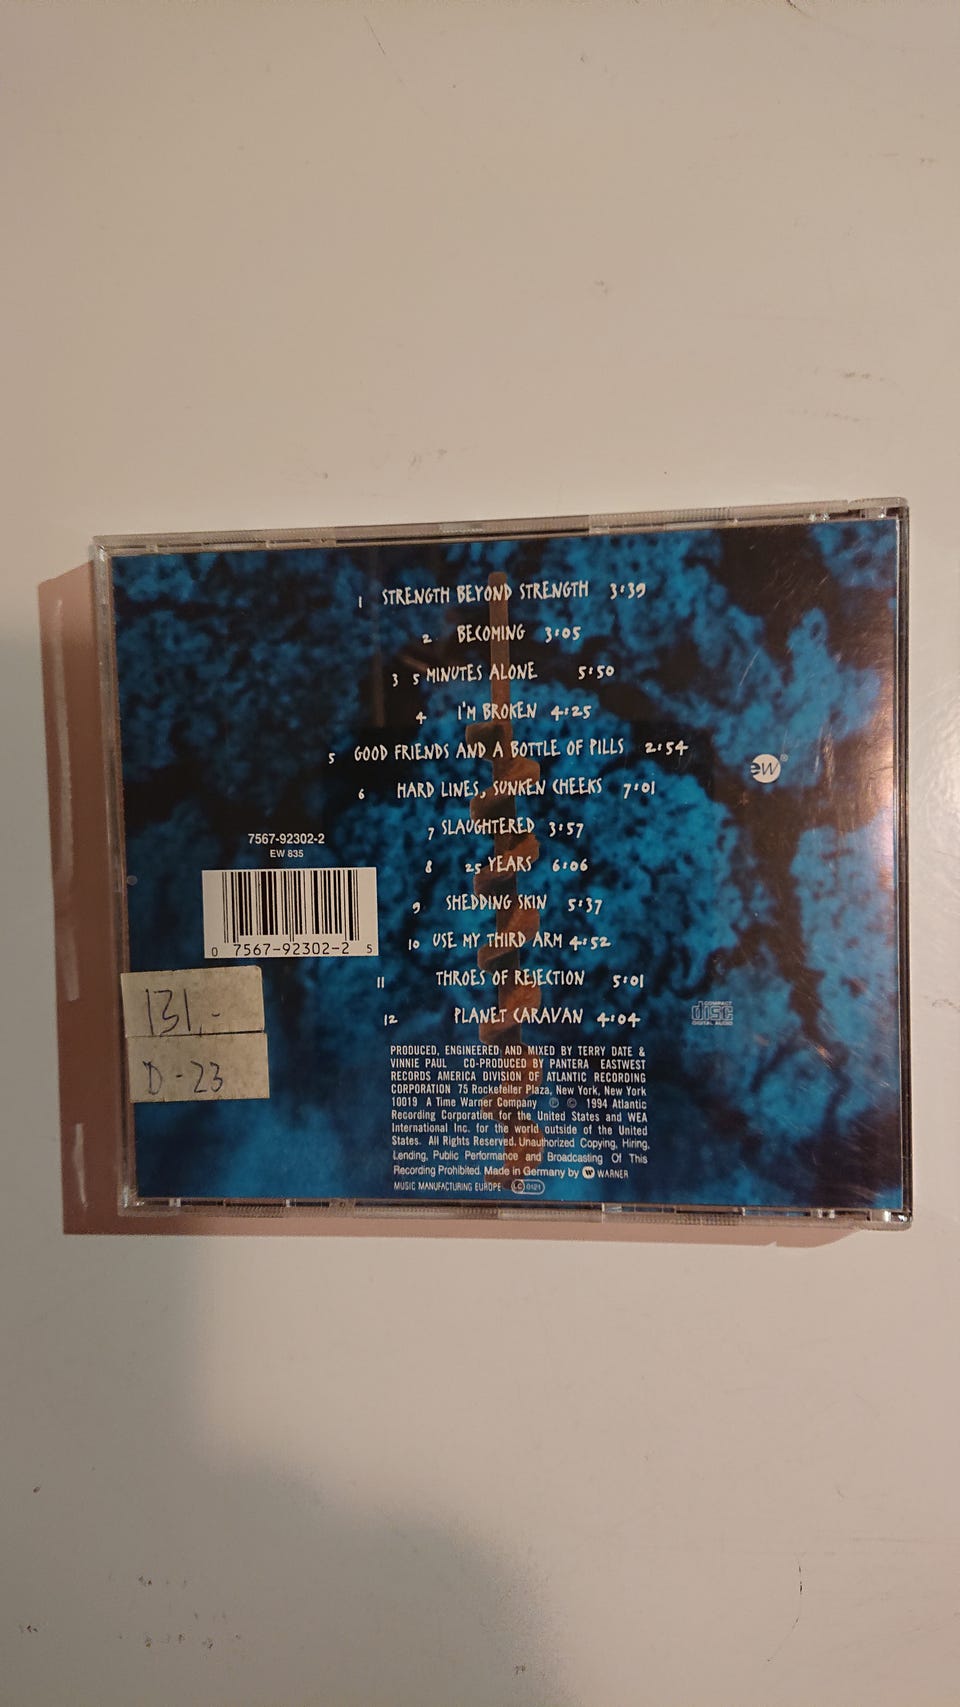 1 STRENGTH BEYOND STRENGTH 3:39
2 BECOMING 3:05
3 5 MINUTES ALONE 5:50
4 I'M BROKEN 4:25
5 GOOD FRIENDS AND A BOTTLE OF PILLS 2:54
6 HARD LINES, SUNKEN CHEEKS 7:01
7 SLAUGHTERED 3:57
8 25 YEARS 6:06
9 SHEDDING SKIN 5:37
10 USE MY THIRD ARM 4:52
11 THROES OF REJECTION 5:01
12 PLANET CARAVAN 4:04
ew®
7567-92302-2
EW 835
0 7567-92302-2 5
131,-
D-23
COMPACT
disc
DIGITAL AUDIO
PRODUCED, ENGINEERED AND MIXED BY TERRY DATE &
VINNIE PAUL CO-PRODUCED BY PANTERA EASTWEST
RECORDS AMERICA DIVISION OF ATLANTIC RECORDING
CORPORATION 75 Rockefeller Plaza, New York, New York
10019 A Time Warner Company ℗ © 1994 Atlantic
Recording Corporation for the United States and WEA
International Inc. for the world outside of the United
States. All Rights Reserved. Unauthorized Copying, Hiring,
Lending, Public Performance and Broadcasting Of This
Recording Prohibited. Made in Germany by WARNER
MUSIC MANUFACTURING EUROPE LC 0121